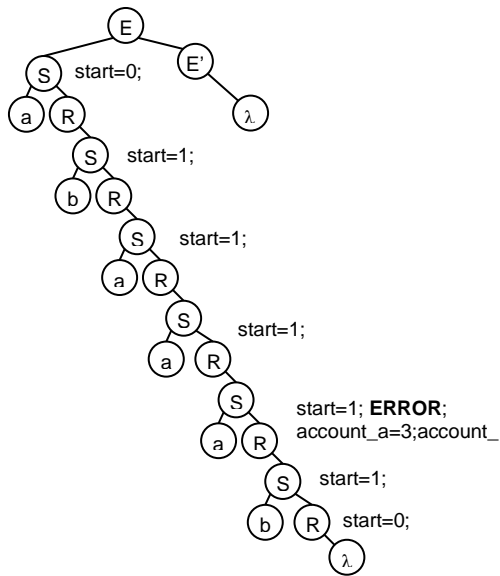 E
S start=0; E'
a R λ
S start=1;
b R
S start=1;
a R
S start=1;
a R
S start=1; ERROR;
account_a=3;account_
a R
S start=1;
b R start=0;
λ